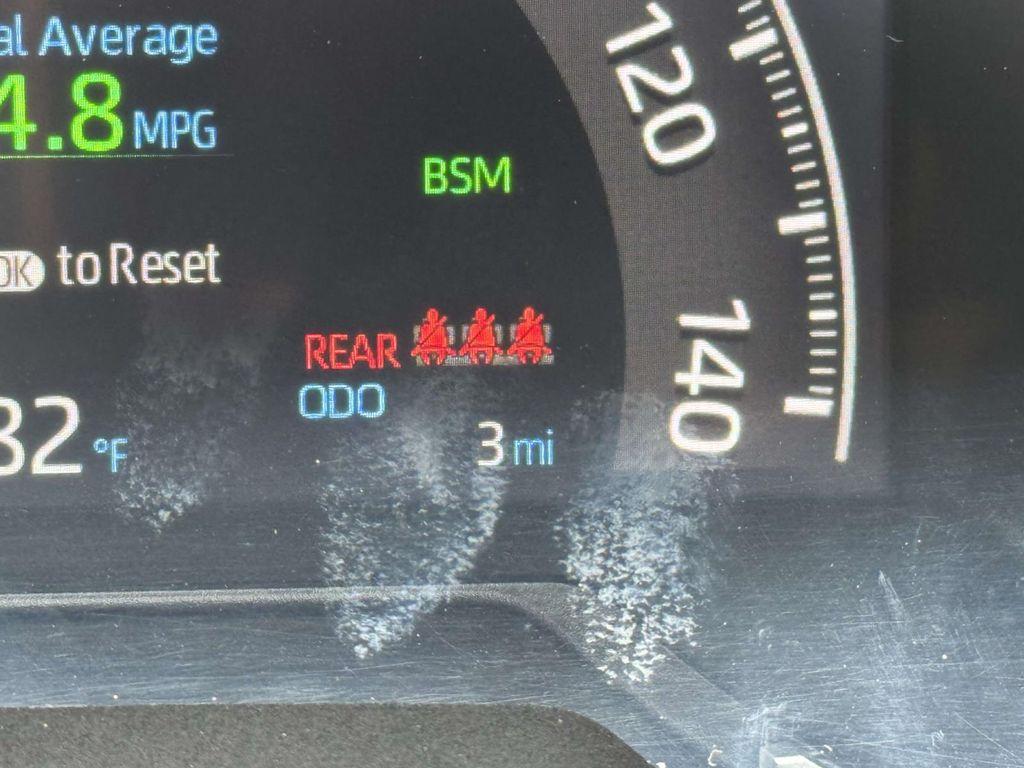 al Average
4.8 MPG
BSM
OK to Reset
REAR
ODO
32 °F
3 mi
120
140